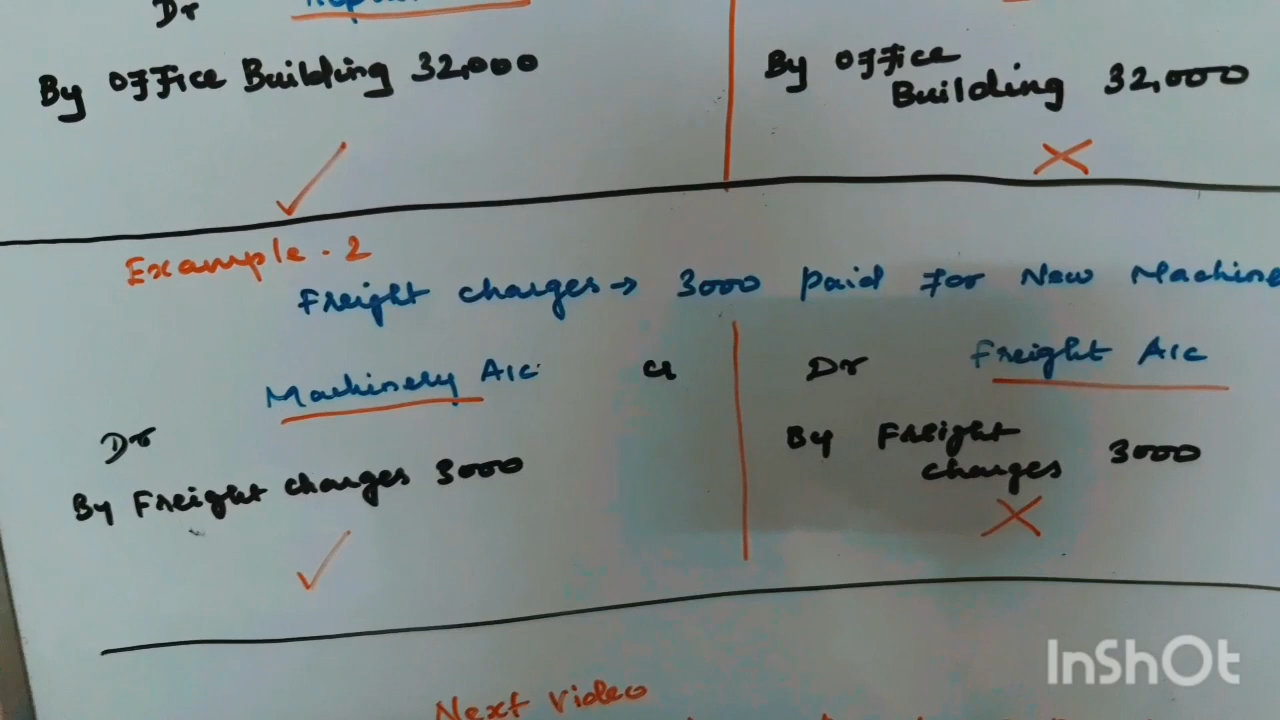 Dr
By Office Building 32,000
By Office
Building 32,000
Example. 2
Freight charges → 3000 paid for New Machine
Machinery A/c Cr
Dr
By Freight charges 3000
Dr Freight A/c
By Freight
charges 3000
Next video
InShOt